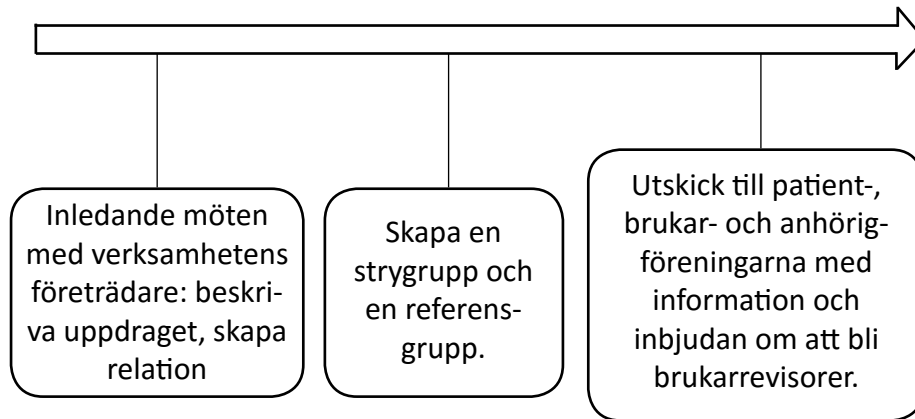 Inledande möten
med verksamhetens
företrädare: beskri-
va uppdraget, skapa
relation
Skapa en
strygrupp och
en referens-
grupp.
Utskick till patient-,
brukar- och anhörig-
föreningarna med
information och
inbjudan om att bli
brukarrevisorer.